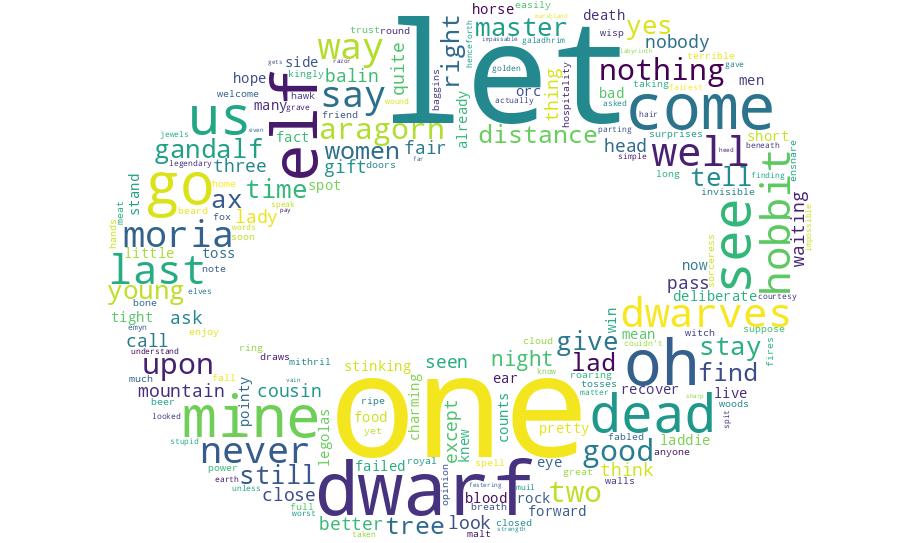 let
one
dwarf
come
go
us
mine
dead
oh
elf
see
say
well
last
moria
hobbit
dwarves
never
still
upon
good
two
nothing
yes
way
master
right
aragorn
gandalf
time
women
distance
tell
stay
find
give
lad
night
young
ax
tree
look
think
better
close
call
ask
mountain
cousin
horse
easily
death
wisp
nobody
round
trust
side
kingly
balin
quite
hope
hawk
welcome
many
grave
friend
fact
fair
gift
doors
three
spot
jewels
even
legendary
home
beard
speak
pay
lady
fox
words
soon
stand
meat
hands
little
toss
note
elves
bone
tight
emyn
enjoy
understand
ring
draws
mithril
much
fall
beer
vain
looked
pointy
stupid
power
earth
unless
full
worst
failed
royal
taken
legolas
food
ripe
yet
stinking
charming
seen
ear
except
knew
counts
cloud
know
roaring
tosses
matter
pretty
spell
opinion
blood
breath
festering
muil
malt
closed
strength
rock
forward
great
eye
walls
fabled
laddie
anyone
spit
woods
live
recover
sharp
witch
mean
couldn't
win
fires
suppose
deliberate
courtesy
pass
now
sorceress
waiting
impossible
invisible
long
finding
ensnare
short
surprises
head
heed
beneath
simple
parting
hair
fairest
asked
taking
bad
terrible
gave
men
labyrinth
thing
hospitality
orc
actually
golden
already
baggins
galadhrim
impassable
henceforth
markbland
gets
razor
wound
far